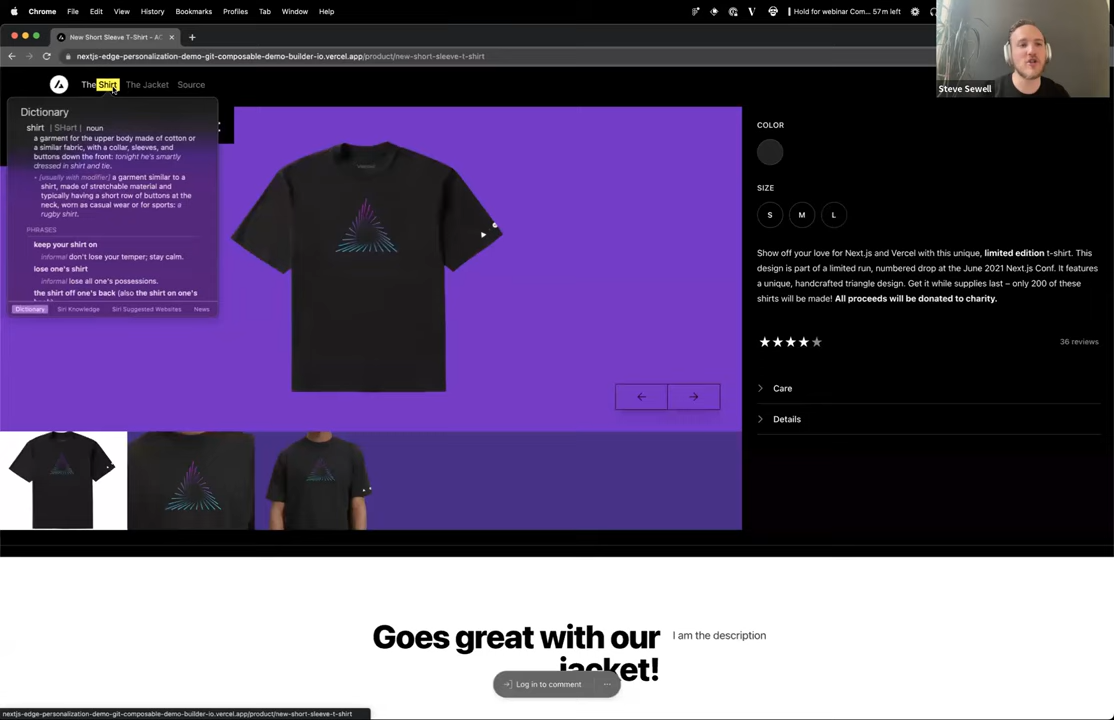 Chrome File Edit View History Bookmarks Profiles Tab Window Help
Hold for webinar Com... 57m left
New Short Sleeve T-Shirt – AC
nextjs-edge-personalization-demo-git-composable-demo-builder-io.vercel.app/product/new-short-sleeve-t-shirt
Steve Sewell
The Shirt The Jacket Source
Dictionary
shirt | SHərt | noun
a garment for the upper body made of cotton or
a similar fabric, with a collar, sleeves, and
buttons down the front: tonight he's smartly
dressed in shirt and tie.
• [usually with modifier] a garment similar to a
shirt, made of stretchable material and
typically having a short row of buttons at the
neck, worn as casual wear or for sports: a
rugby shirt.
PHRASES
keep your shirt on
informal don't lose your temper; stay calm.
lose one's shirt
informal lose all one's possessions.
the shirt off one's back (also the shirt on one's
Dictionary Siri Knowledge Siri Suggested Websites News
COLOR
SIZE
S M L
Show off your love for Next.js and Vercel with this unique, limited edition t-shirt. This
design is part of a limited run, numbered drop at the June 2021 Next.js Conf. It features
a unique, handcrafted triangle design. Get it while supplies last – only 200 of these
shirts will be made! All proceeds will be donated to charity.
36 reviews
Care
Details
Goes great with our
jacket!
I am the description
Log in to comment
nextjs-edge-personalization-demo-git-composable-demo-builder-io.vercel.app/product/new-short-sleeve-t-shirt